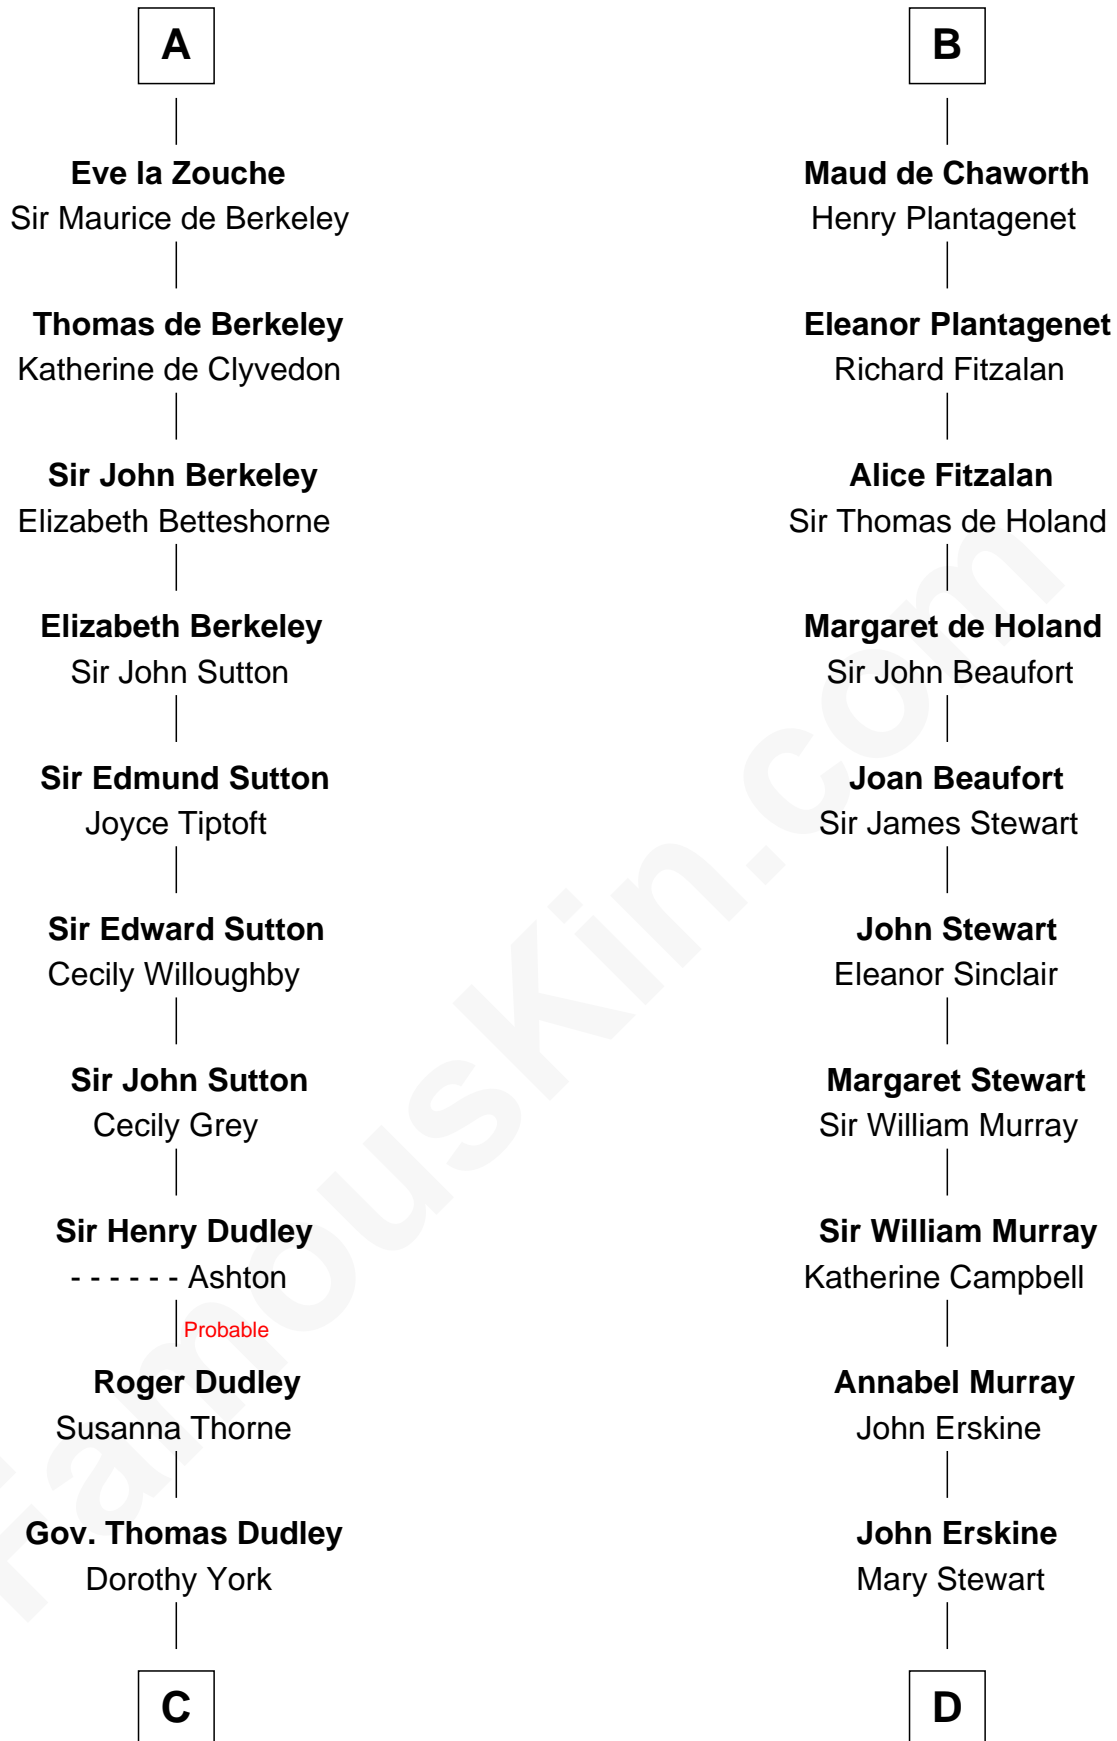 A
Eve la Zouche
Sir Maurice de Berkeley
Thomas de Berkeley
Katherine de Clyvedon
Sir John Berkeley
Elizabeth Betteshorne
Elizabeth Berkeley
Sir John Sutton
Sir Edmund Sutton
Joyce Tiptoft
Sir Edward Sutton
Cecily Willoughby
Sir John Sutton
Cecily Grey
Sir Henry Dudley
- - - - - - Ashton
Probable
Roger Dudley
Susanna Thorne
Gov. Thomas Dudley
Dorothy York
C
B
Maud de Chaworth
Henry Plantagenet
Eleanor Plantagenet
Richard Fitzalan
Alice Fitzalan
Sir Thomas de Holand
Margaret de Holand
Sir John Beaufort
Joan Beaufort
Sir James Stewart
John Stewart
Eleanor Sinclair
Margaret Stewart
Sir William Murray
Sir William Murray
Katherine Campbell
Annabel Murray
John Erskine
John Erskine
Mary Stewart
D
FamousKin.com